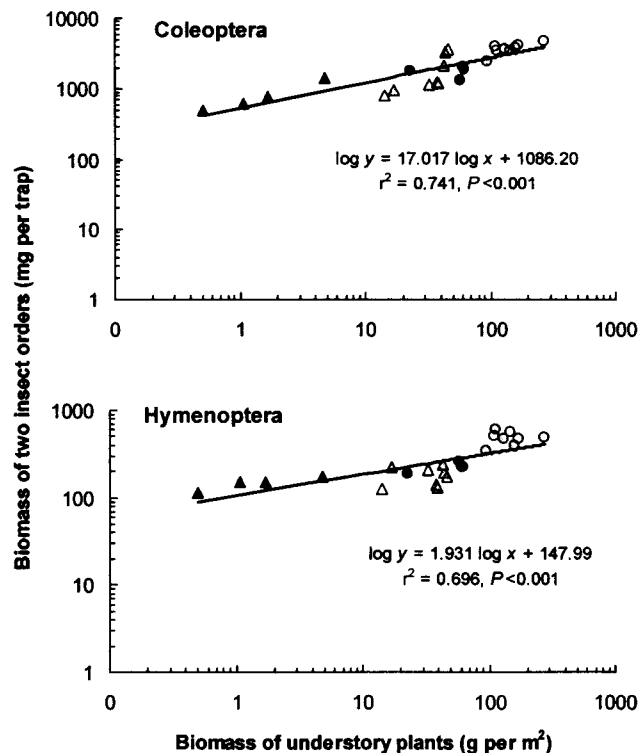 Coleoptera
10000
1000
100
10
1
log y = 17.017 log x + 1086.20
r² = 0.741, P<0.001
0 1 10 100 1000
Biomass of two insect orders (mg per trap)
Hymenoptera
1000
100
10
1
log y = 1.931 log x + 147.99
r² = 0.696, P<0.001
0 1 10 100 1000
Biomass of understory plants (g per m²)